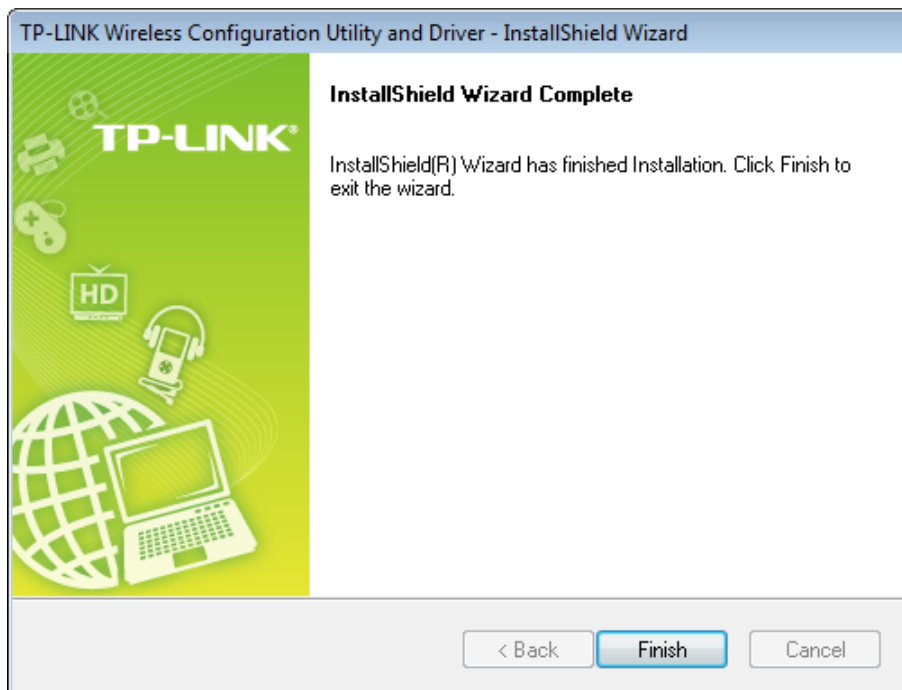 TP-LINK Wireless Configuration Utility and Driver - InstallShield Wizard
TP-LINK®
HD
InstallShield Wizard Complete
InstallShield(R) Wizard has finished Installation. Click Finish to
exit the wizard.
< Back
Finish
Cancel